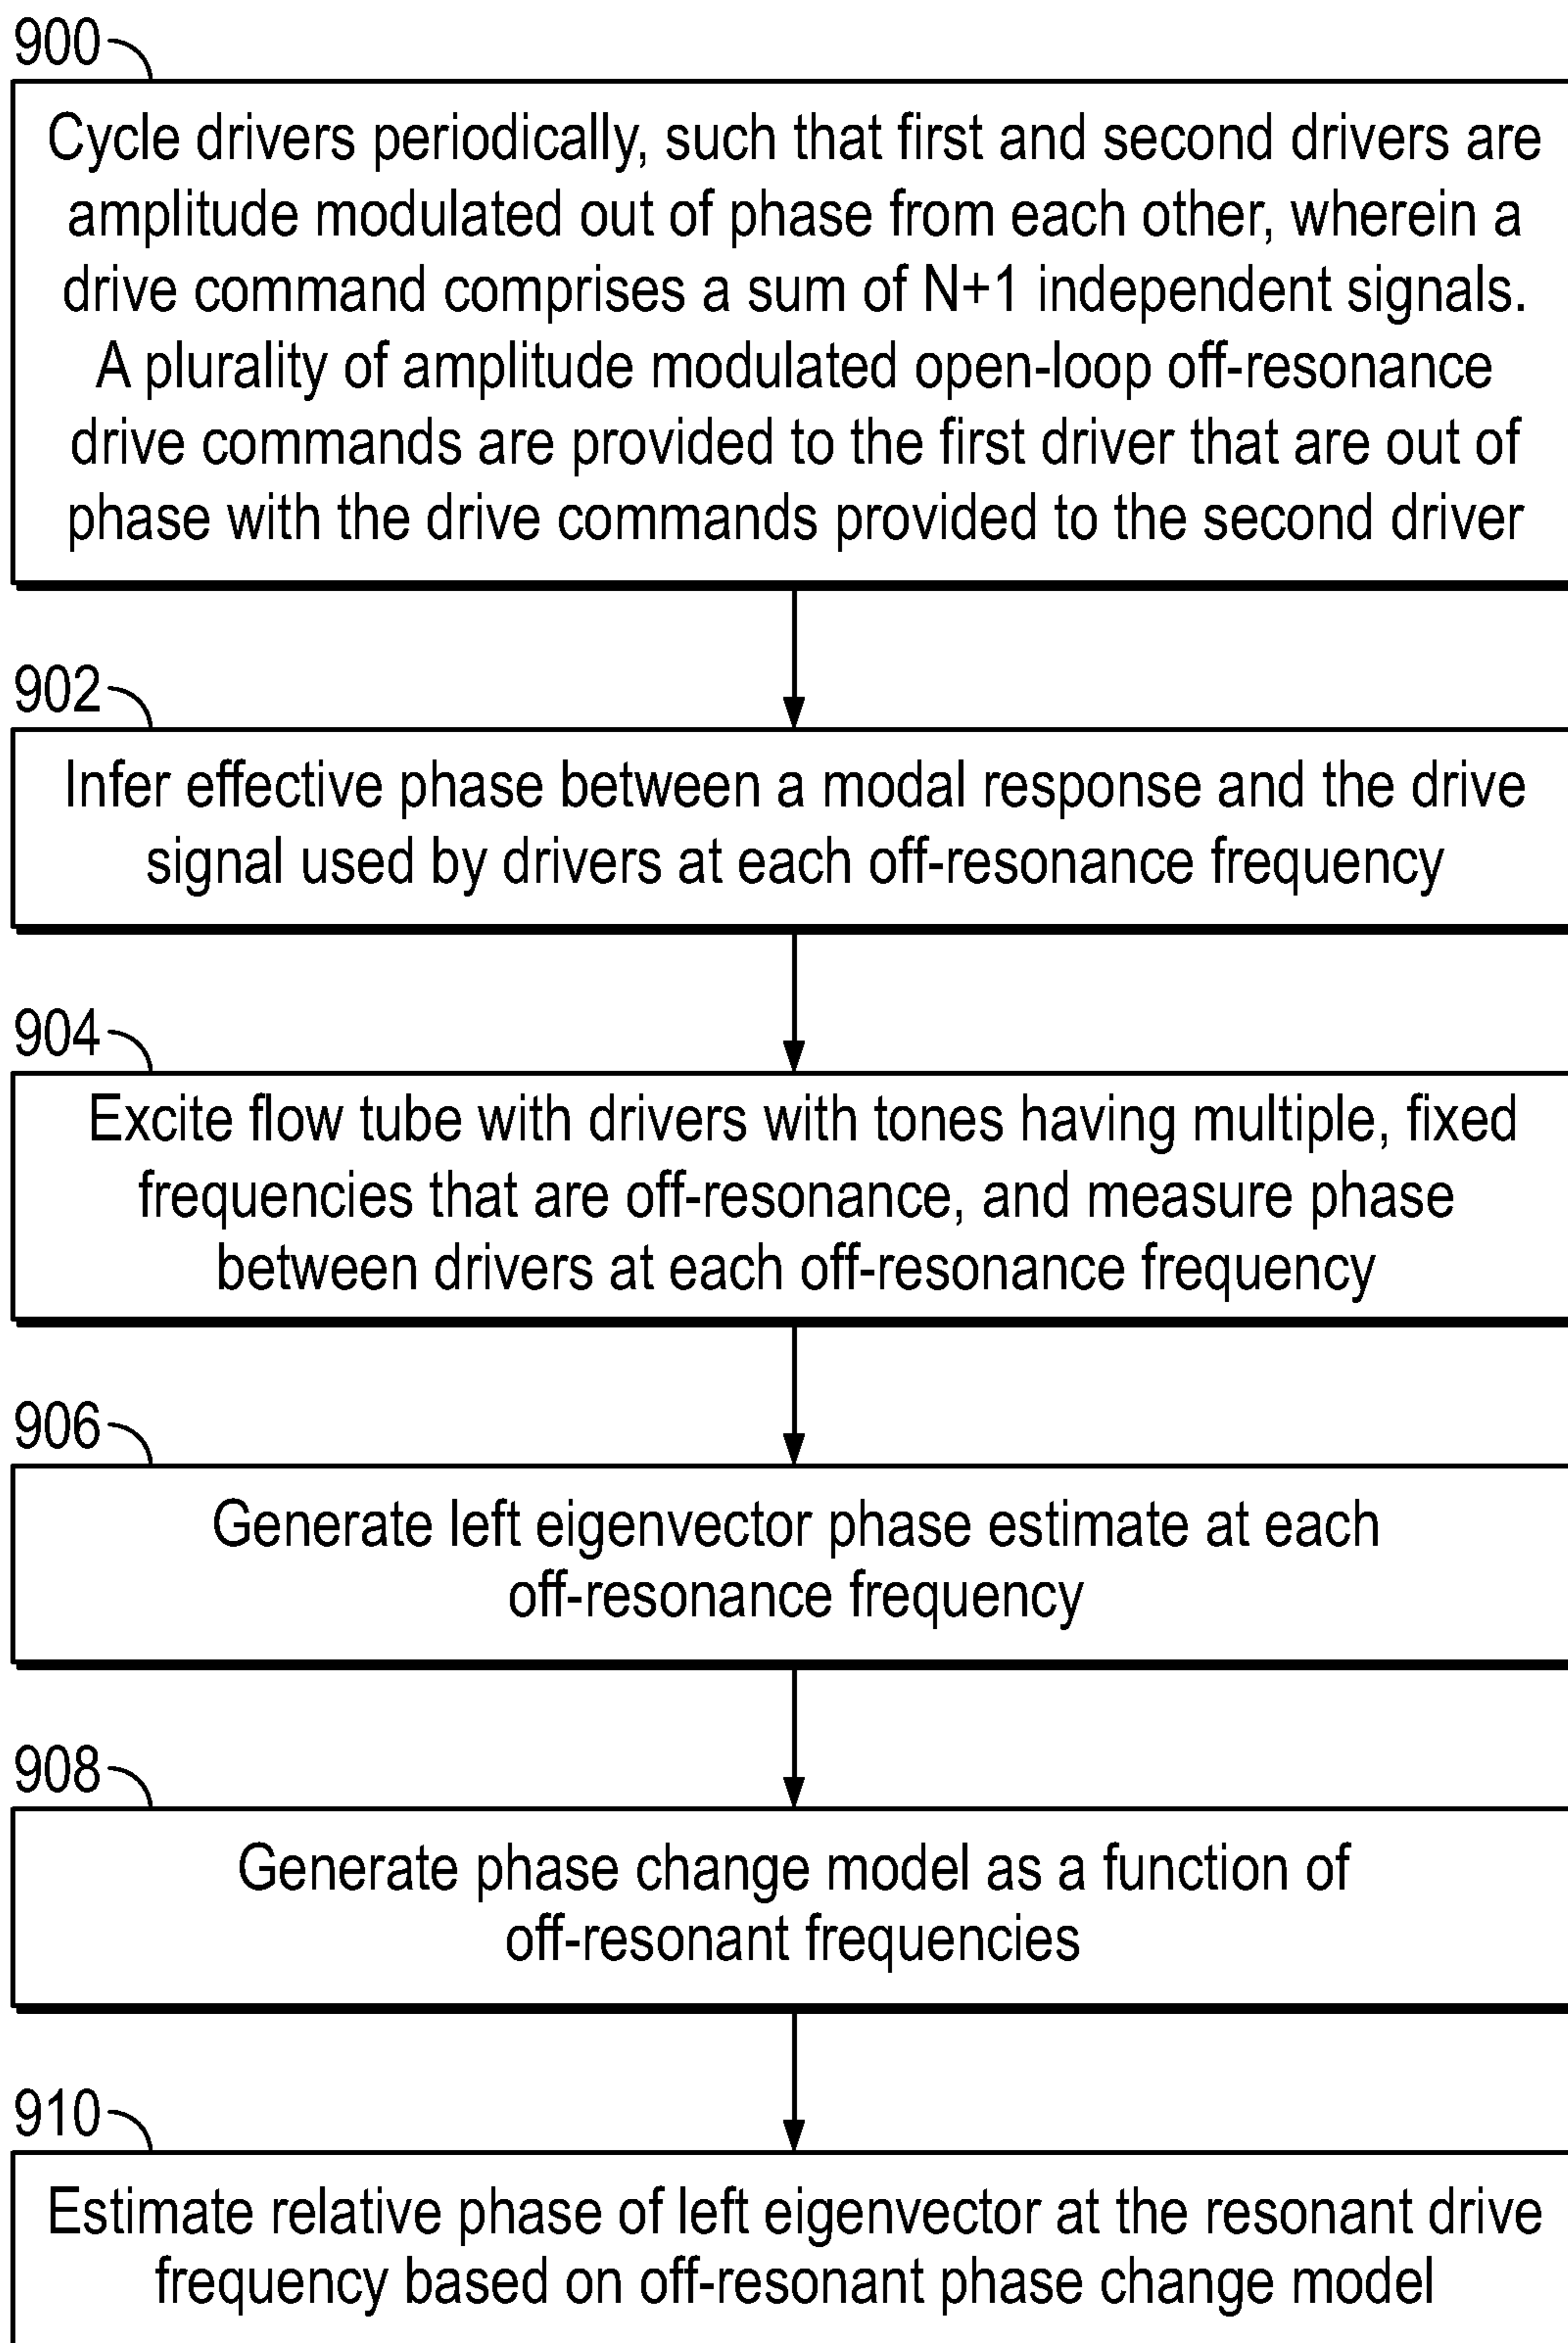 900
Cycle drivers periodically, such that first and second drivers are
amplitude modulated out of phase from each other, wherein a
drive command comprises a sum of N+1 independent signals.
A plurality of amplitude modulated open-loop off-resonance
drive commands are provided to the first driver that are out of
phase with the drive commands provided to the second driver
902
Infer effective phase between a modal response and the drive
signal used by drivers at each off-resonance frequency
904
Excite flow tube with drivers with tones having multiple, fixed
frequencies that are off-resonance, and measure phase
between drivers at each off-resonance frequency
906
Generate left eigenvector phase estimate at each
off-resonance frequency
908
Generate phase change model as a function of
off-resonant frequencies
910
Estimate relative phase of left eigenvector at the resonant drive
frequency based on off-resonant phase change model